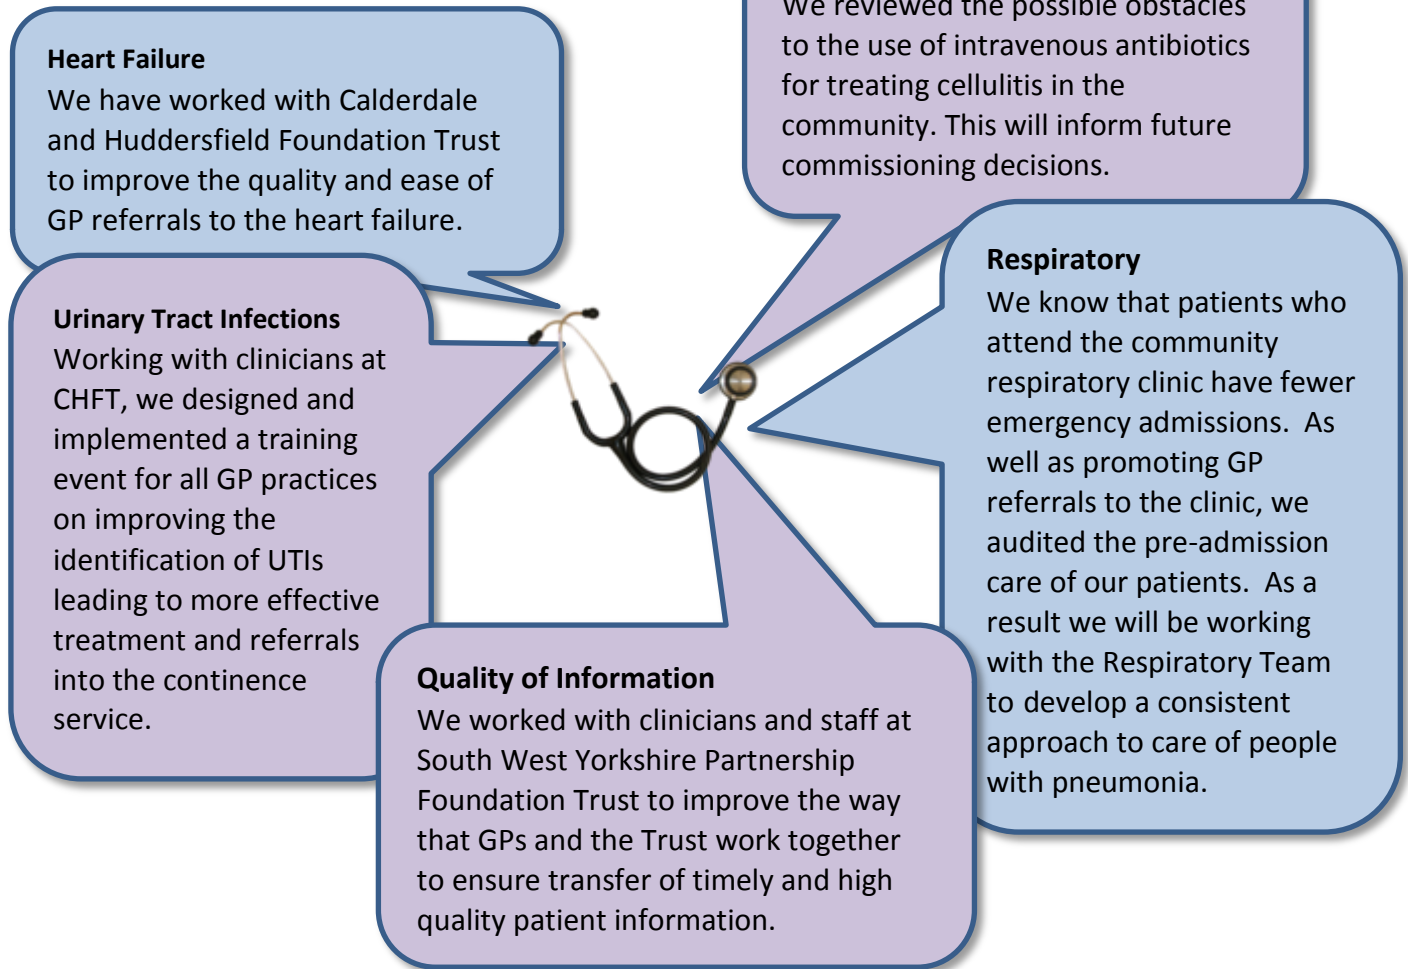 Heart Failure
We have worked with Calderdale
and Huddersfield Foundation Trust
to improve the quality and ease of
GP referrals to the heart failure.
We reviewed the possible obstacles
to the use of intravenous antibiotics
for treating cellulitis in the
community. This will inform future
commissioning decisions.
Urinary Tract Infections
Working with clinicians at
CHFT, we designed and
implemented a training
event for all GP practices
on improving the
identification of UTIs
leading to more effective
treatment and referrals
into the continence
service.
Respiratory
We know that patients who
attend the community
respiratory clinic have fewer
emergency admissions.  As
well as promoting GP
referrals to the clinic, we
audited the pre-admission
care of our patients.  As a
result we will be working
with the Respiratory Team
to develop a consistent
approach to care of people
with pneumonia.
Quality of Information
We worked with clinicians and staff at
South West Yorkshire Partnership
Foundation Trust to improve the way
that GPs and the Trust work together
to ensure transfer of timely and high
quality patient information.